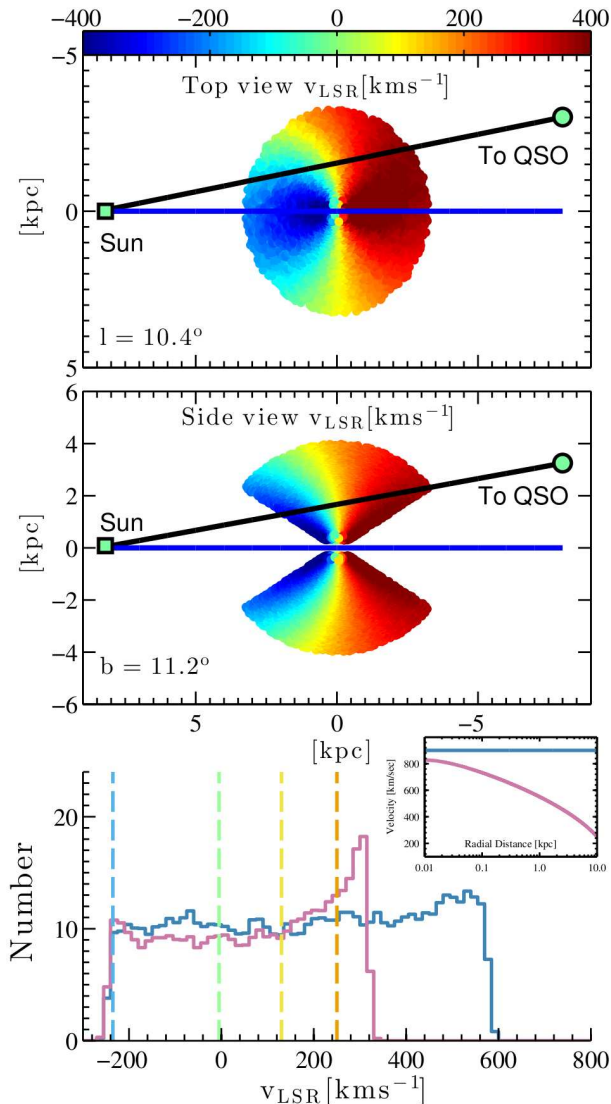 −400 −200 0 200 400
Top view v_LSR[kms⁻¹]
−5
0
5
[kpc]
To QSO
Sun
l = 10.4°
Side view v_LSR[kms⁻¹]
6
4
2
0
−2
−4
−6
[kpc]
Sun
To QSO
b = 11.2°
5 0 −5
[kpc]
20
10
0
Number
800
600
400
200
Velocity [km/sec]
Radial Distance [kpc]
0.01 0.1 1.0 10.0
−200 0 200 400 600 800
v_LSR[kms⁻¹]